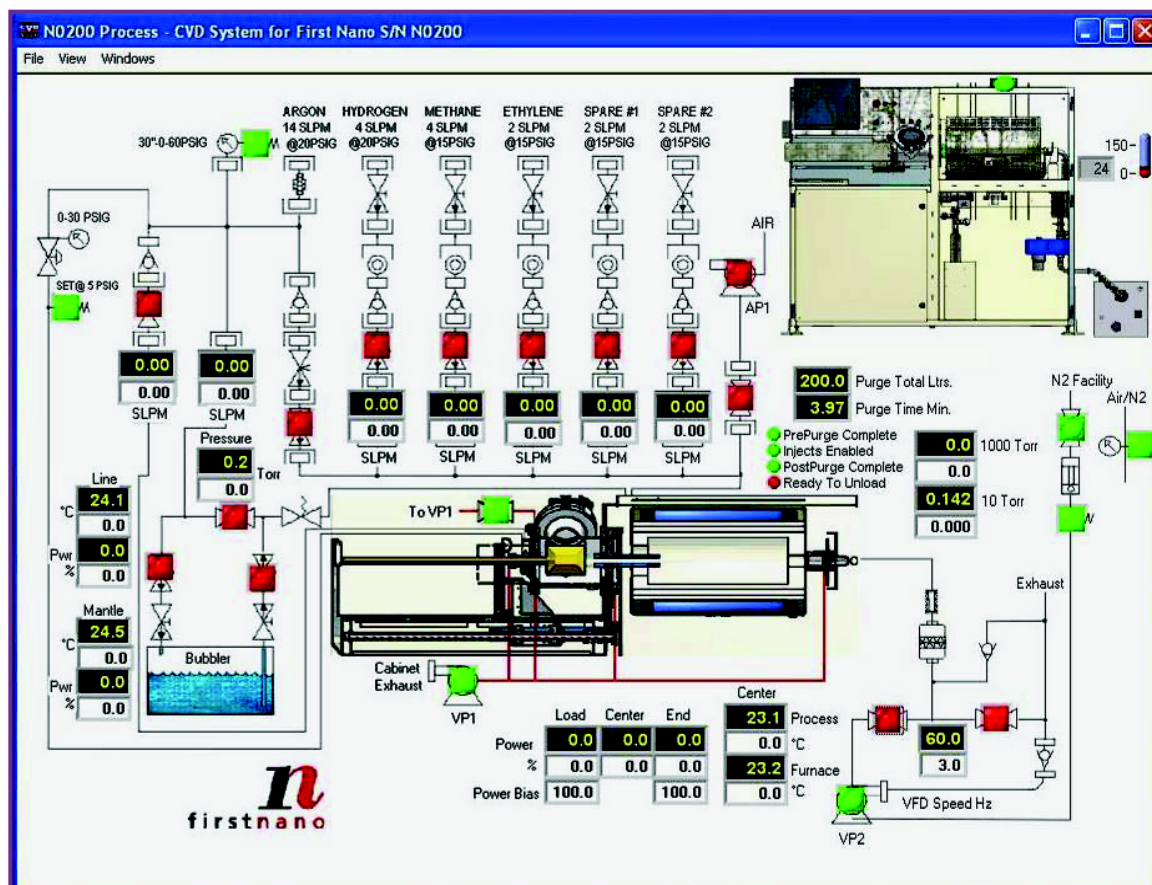 N0200 Process - CVD System for First Nano S/N N0200
File View Windows
ARGON
14 SLPM
@20PSIG
HYDROGEN
4 SLPM
@20PSIG
METHANE
4 SLPM
@15PSIG
ETHYLENE
2 SLPM
@15PSIG
SPARE #1
2 SLPM
@15PSIG
SPARE #2
2 SLPM
@15PSIG
30"-0-60PSIG
150-
24
0-
0-30 PSIG
SET@ 5 PSIG
AIR
AP1
0.00
0.00
SLPM
0.00
0.00
SLPM
0.00
0.00
SLPM
0.00
0.00
SLPM
0.00
0.00
SLPM
0.00
0.00
SLPM
0.00
0.00
SLPM
200.0 Purge Total Ltrs.
3.97 Purge Time Min.
PrePurge Complete
Injects Enabled
PostPurge Complete
Ready To Unload
0.0 1000 Torr
0.0
0.142 10 Torr
0.000
N2 Facility
Air/N2
Pressure
0.2
Torr
0.0
Line
24.1
°C
0.0
Pwr 0.0
% 0.0
Mantle
24.5
°C
0.0
Pwr 0.0
% 0.0
Bubbler
To VP1
Cabinet
Exhaust
VP1
Exhaust
Load Center End
Power 0.0 0.0 0.0
% 0.0 0.0 0.0
Power Bias 100.0 100.0
Center
23.1 Process
0.0 °C
23.2 Furnace
0.0 °C
60.0
3.0
VFD Speed Hz
VP2
n
firstnano